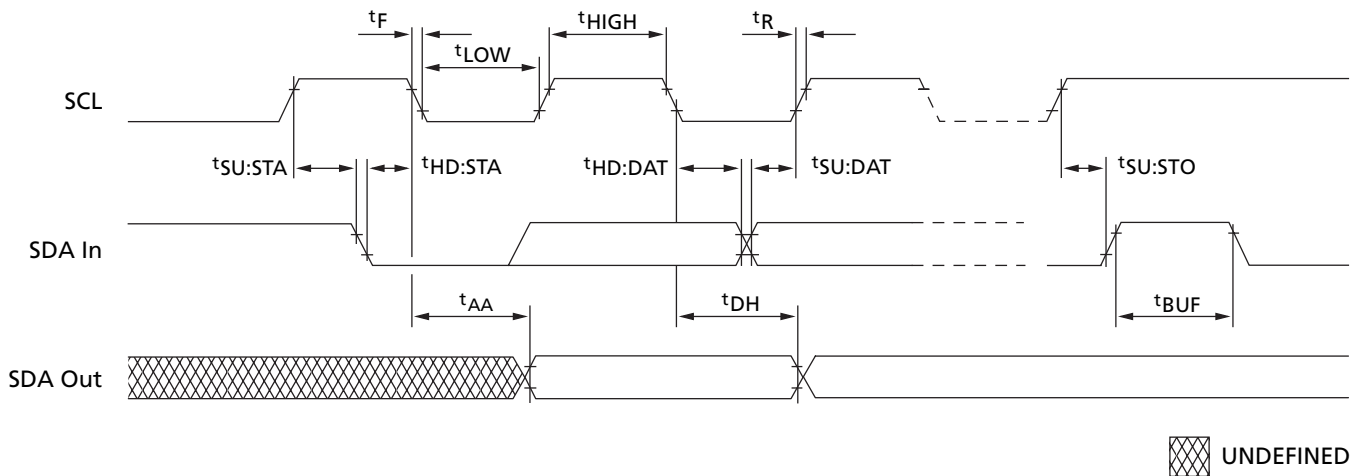 tF
tLOW
tHIGH
tR
SCL
tSU:STA
tHD:STA
tHD:DAT
tSU:DAT
tSU:STO
SDA In
tAA
tDH
tBUF
SDA Out
UNDEFINED